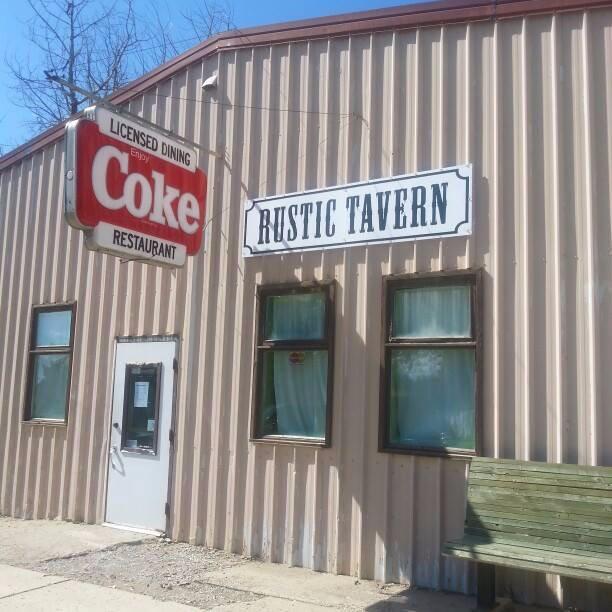 LICENSED DINING
Enjoy
Coke
RESTAURANT
RUSTIC TAVERN